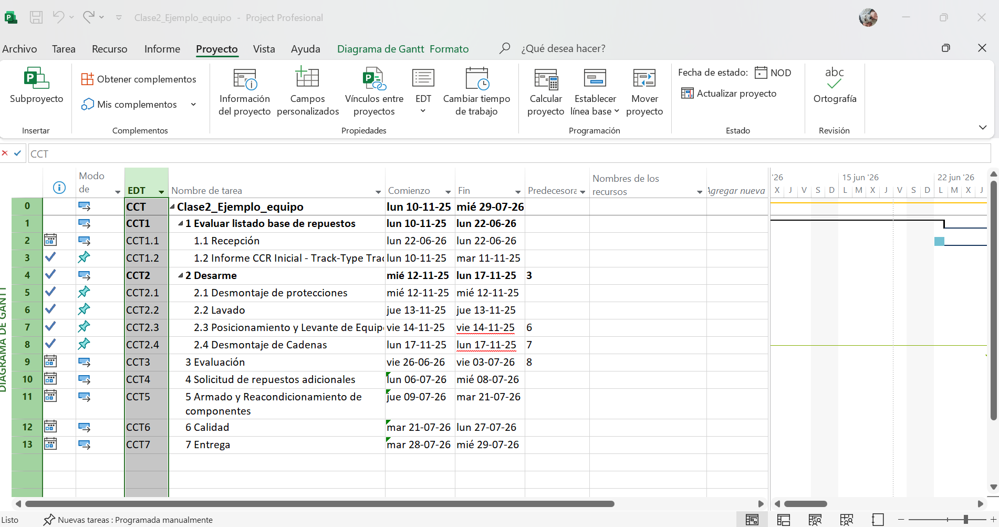 Clase2_Ejemplo_equipo - Project Profesional
Archivo Tarea Recurso Informe Proyecto Vista Ayuda Diagrama de Gantt Formato ¿Qué desea hacer?
Subproyecto
Insertar
Obtener complementos
Mis complementos
Complementos
Información
del proyecto
Campos
personalizados
Vínculos entre
proyectos
EDT
Cambiar tiempo
de trabajo
Propiedades
Calcular
proyecto
Establecer
línea base
Mover
proyecto
Programación
Fecha de estado: NOD
Actualizar proyecto
Estado
abc
Ortografía
Revisión
CCT
Modo
de
EDT Nombre de tarea Comienzo Fin Predecesora Nombres de los
recursos
Agregar nueva
'26 15 jun '26 22 jun '26
X J V S D L M X J V S D L M X J
0 CCT Clase2_Ejemplo_equipo lun 10-11-25 mié 29-07-26
1 CCT1 1 Evaluar listado base de repuestos lun 10-11-25 lun 22-06-26
2 CCT1.1 1.1 Recepción lun 22-06-26 lun 22-06-26
3 CCT1.2 1.2 Informe CCR Inicial - Track-Type Trac lun 10-11-25 mar 11-11-25
4 CCT2 2 Desarme mié 12-11-25 lun 17-11-25 3
5 CCT2.1 2.1 Desmontaje de protecciones mié 12-11-25 mié 12-11-25
6 CCT2.2 2.2 Lavado jue 13-11-25 jue 13-11-25
7 CCT2.3 2.3 Posicionamiento y Levante de Equip vie 14-11-25 vie 14-11-25 6
8 CCT2.4 2.4 Desmontaje de Cadenas lun 17-11-25 lun 17-11-25 7
9 CCT3 3 Evaluación vie 26-06-26 vie 03-07-26 8
10 CCT4 4 Solicitud de repuestos adicionales lun 06-07-26 mié 08-07-26
11 CCT5 5 Armado y Reacondicionamiento de jue 09-07-26 mar 21-07-26
componentes
12 CCT6 6 Calidad mar 21-07-26 lun 27-07-26
13 CCT7 7 Entrega mar 28-07-26 mié 29-07-26
DIAGRAMA DE GANTT
Listo Nuevas tareas : Programada manualmente